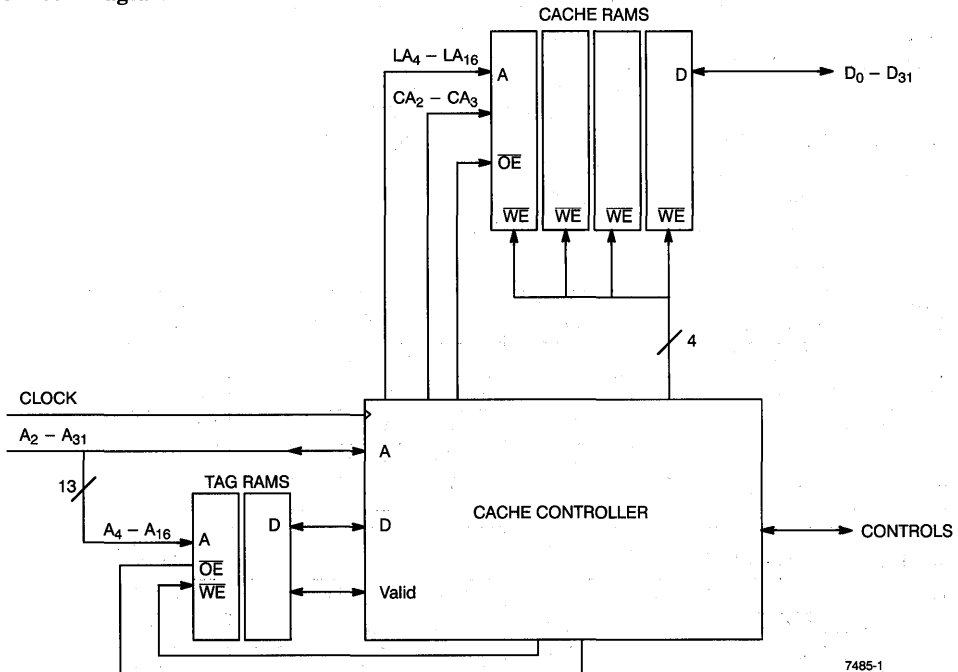 CACHE RAMS
LA4 – LA16
A
D
D0 – D31
CA2 – CA3
OE
WE
WE
WE
WE
4
CLOCK
A2 – A31
A
13
TAG RAMS
A4 – A16
A
D
D
CACHE CONTROLLER
CONTROLS
OE
WE
Valid
7485-1